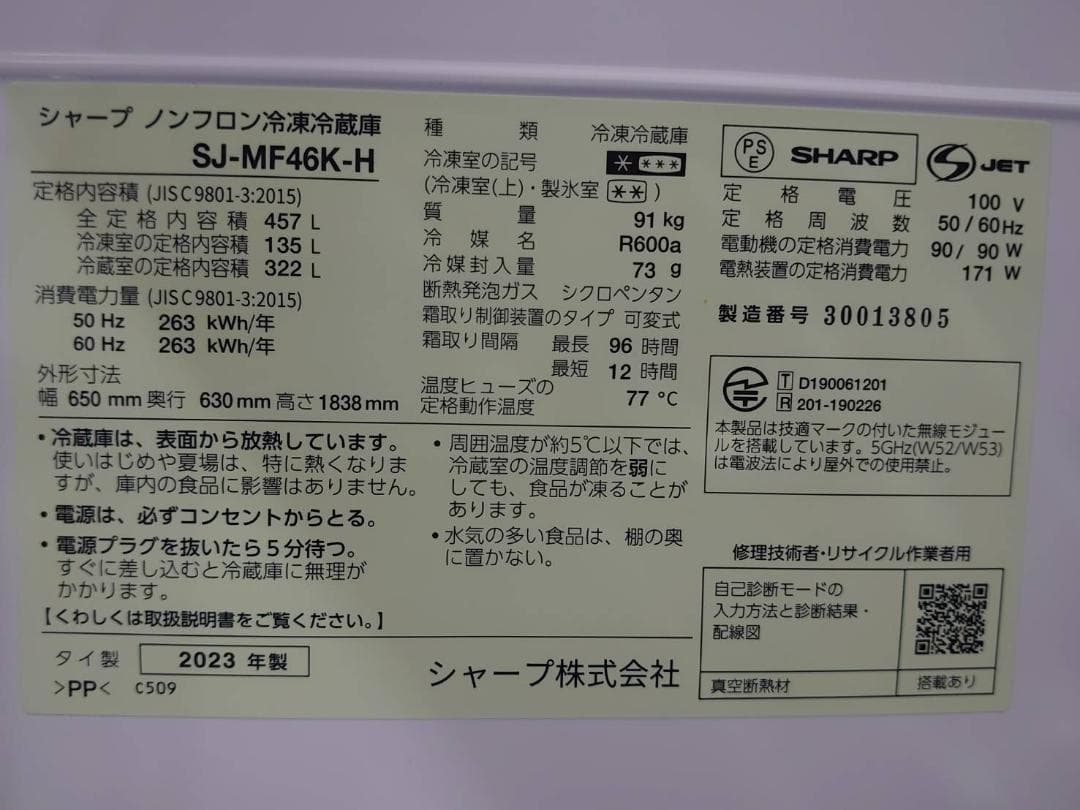 シャープ ノンフロン冷凍冷蔵庫
SJ-MF46K-H
定格内容積 (JIS C 9801-3:2015)
全定格内容積 457 L
冷凍室の定格内容積 135 L
冷蔵室の定格内容積 322 L
消費電力量 (JIS C 9801-3:2015)
50 Hz 263 kWh/年
60 Hz 263 kWh/年
外形寸法
幅 650 mm 奥行 630 mm 高さ 1838 mm
種類 冷凍冷蔵庫
冷凍室の記号 * ***
(冷凍室(上)・製氷室 ** )
質量 91 kg
冷媒名 R600a
冷媒封入量 73 g
断熱発泡ガス シクロペンタン
霜取り制御装置のタイプ 可変式
霜取り間隔 最長 96 時間
最短 12 時間
温度ヒューズの
定格動作温度 77 ℃
PS
E
SHARP
S JET
定格電圧 100 V
定格周波数 50 / 60 Hz
電動機の定格消費電力 90 / 90 W
電熱装置の定格消費電力 171 W
製造番号 30013805
T D190061201
R 201-190226
本製品は技適マークの付いた無線モジュー
ルを搭載しています。5GHz(W52/W53)
は電波法により屋外での使用禁止。
・冷蔵庫は、表面から放熱しています。
使いはじめや夏場は、特に熱くなりま
すが、庫内の食品に影響はありません。
・電源は、必ずコンセントからとる。
・電源プラグを抜いたら5分待つ。
すぐに差し込むと冷蔵庫に無理が
かかります。
【くわしくは取扱説明書をご覧ください。】
・周囲温度が約5℃以下では、
冷蔵室の温度調節を弱に
しても、食品が凍ることが
あります。
・水気の多い食品は、棚の奥
に置かない。
修理技術者・リサイクル作業者用
自己診断モードの
入力方法と診断結果・
配線図
真空断熱材 搭載あり
タイ製 2023 年製
>PP< C509
シャープ株式会社